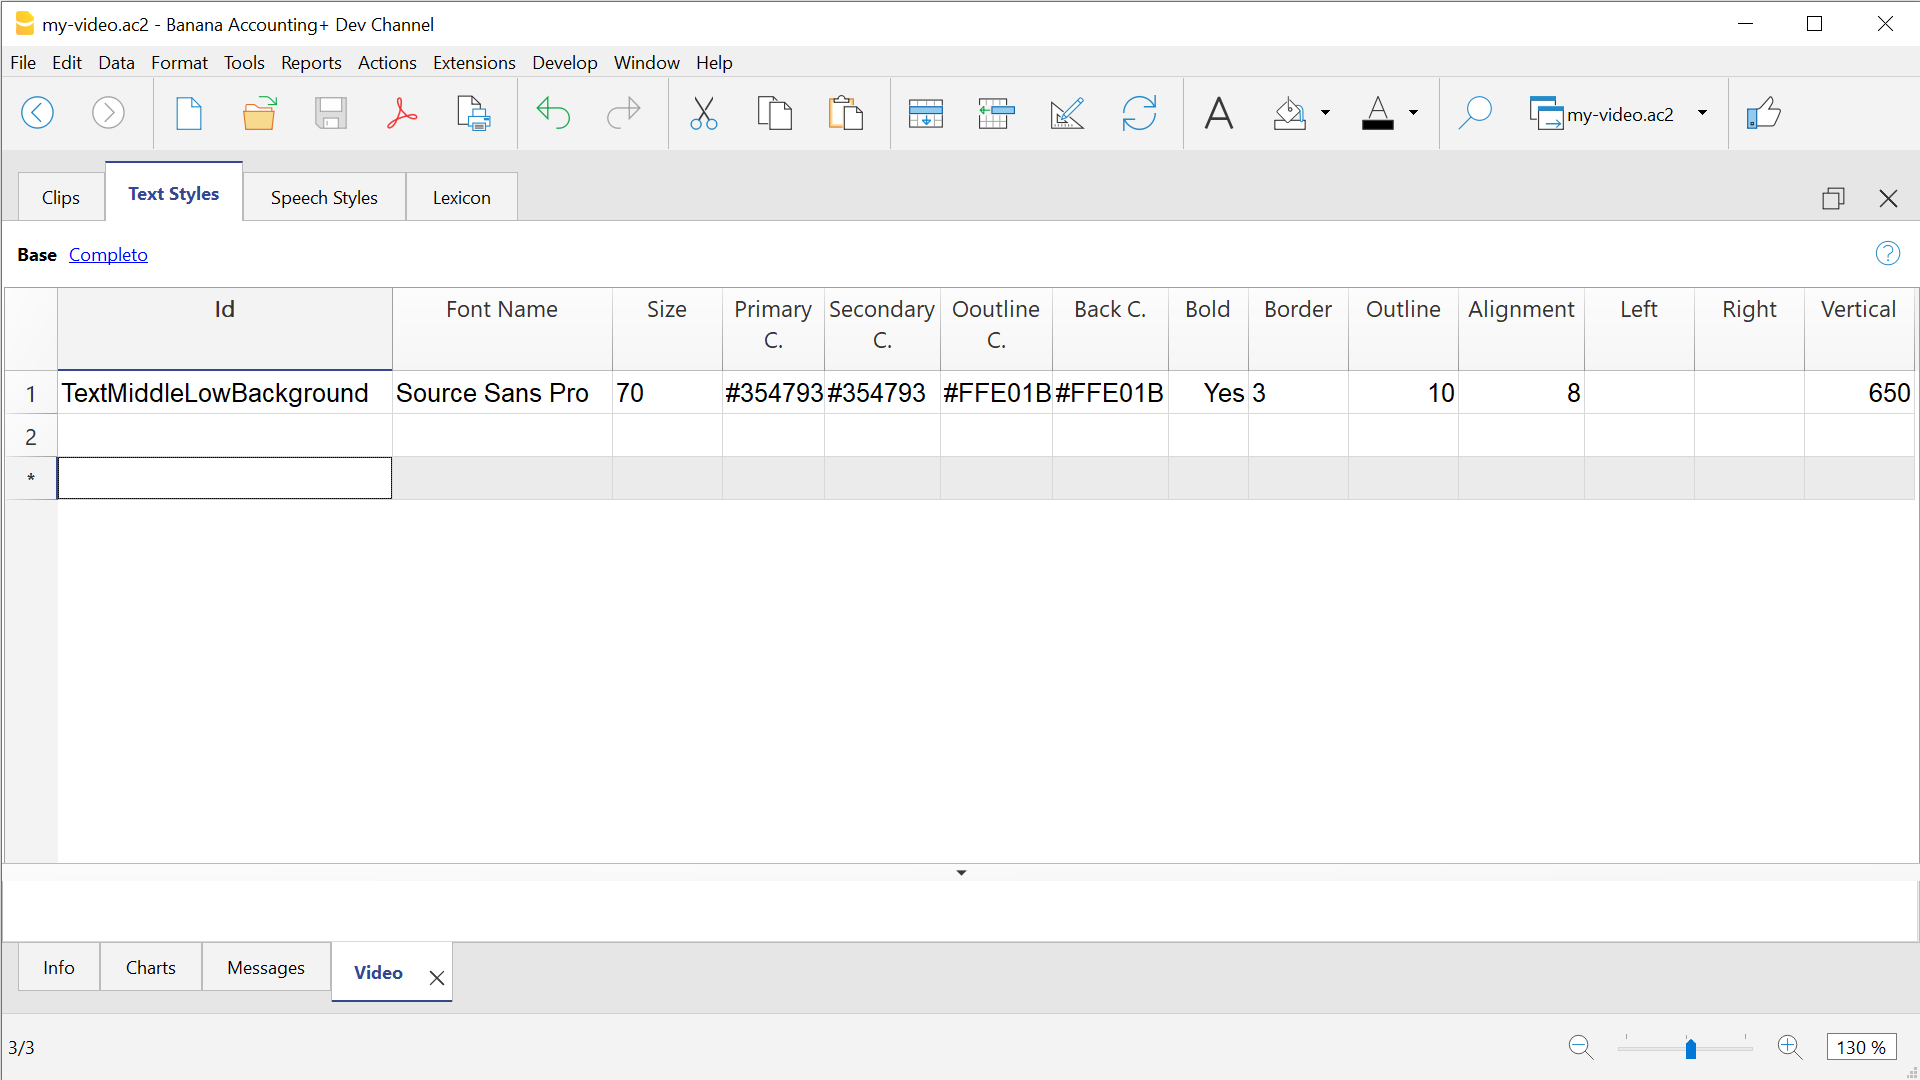 my-video.ac2 - Banana Accounting+ Dev Channel
File Edit Data Format Tools Reports Actions Extensions Develop Window Help
A A my-video.ac2
Clips Text Styles Speech Styles Lexicon
Base Completo ?
Id Font Name Size Primary C. Secondary C. Ooutline C. Back C. Bold Border Outline Alignment Left Right Vertical
1 TextMiddleLowBackground Source Sans Pro 70 #354793 #354793 #FFE01B #FFE01B Yes 3 10 8 650
2
*
Info Charts Messages Video
3/3 130 %